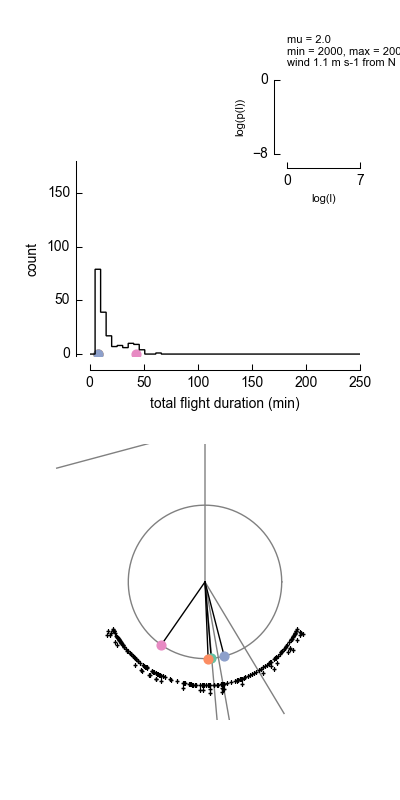 mu = 2.0
min = 2000, max = 200
wind 1.1 m s-1 from N
0
log(p(l))
−8
0
7
log(l)
150
100
50
0
count
0
50
100
150
200
250
total flight duration (min)